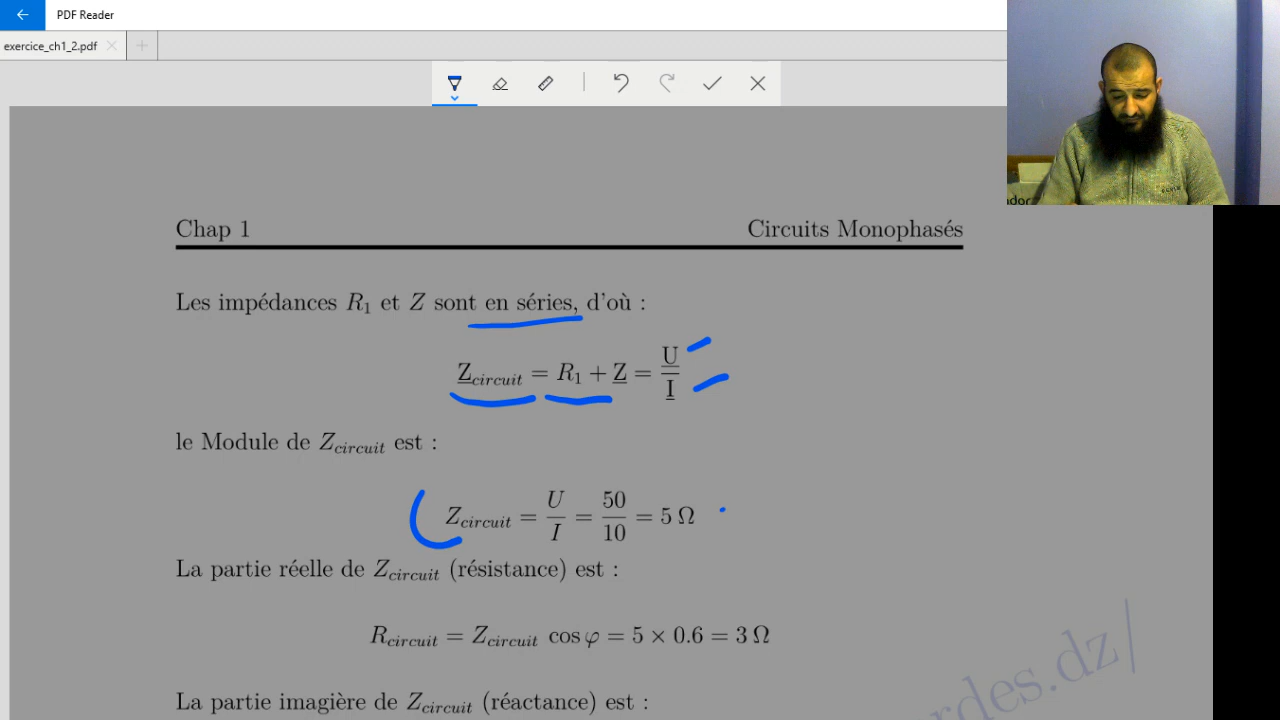 PDF Reader
exercice_ch1_2.pdf
Chap 1 Circuits Monophasés
Les impédances R₁ et Z sont en séries, d'où :
Z_circuit = R₁ + Z = U/I
le Module de Z_circuit est :
Z_circuit = U/I = 50/10 = 5 Ω
La partie réelle de Z_circuit (résistance) est :
R_circuit = Z_circuit cos φ = 5 × 0.6 = 3 Ω
La partie imagière de Z_circuit (réactance) est :
rdes.dz/